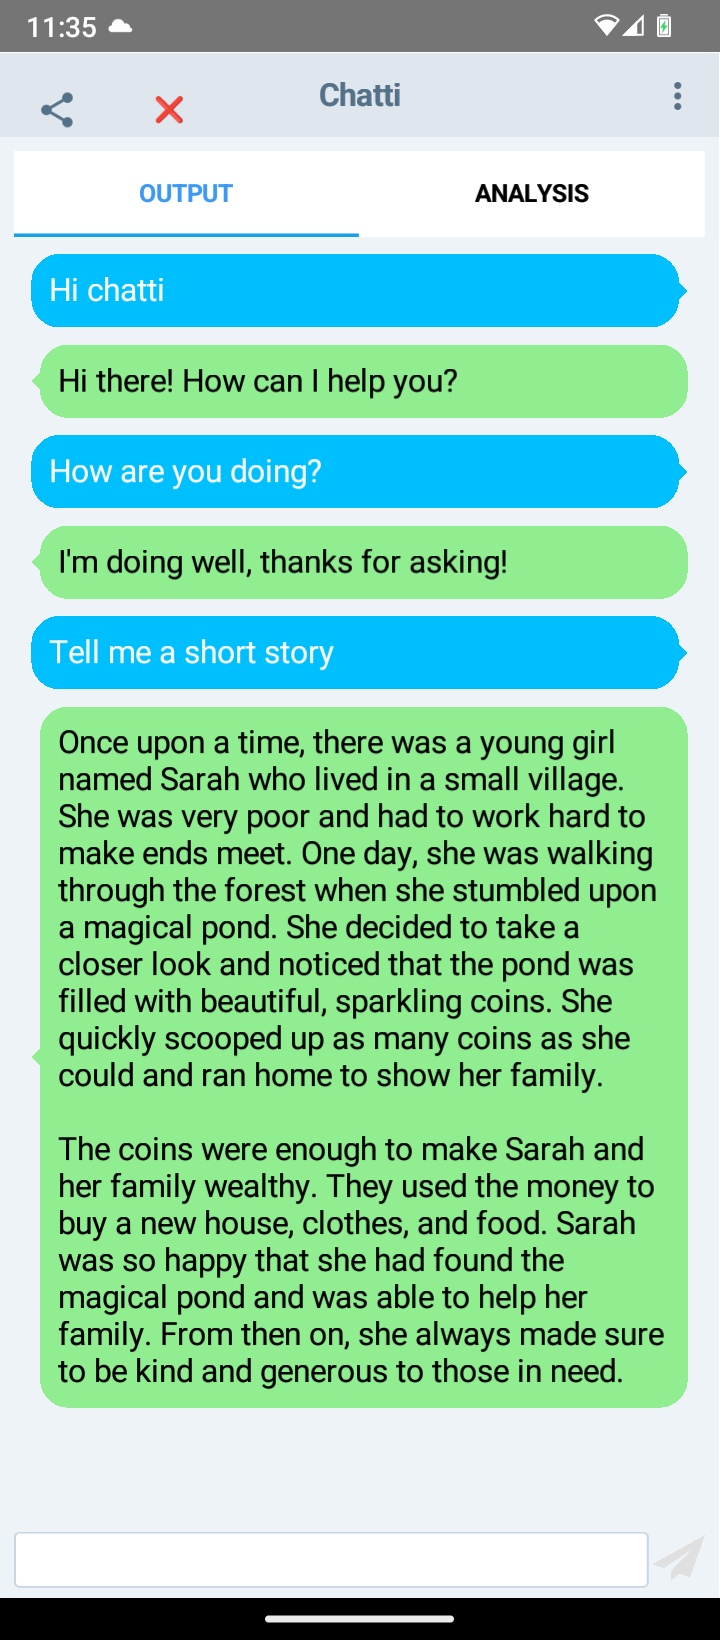 11:35
Chatti
OUTPUT
ANALYSIS
Hi chatti
Hi there! How can I help you?
How are you doing?
I'm doing well, thanks for asking!
Tell me a short story
Once upon a time, there was a young girl
named Sarah who lived in a small village.
She was very poor and had to work hard to
make ends meet. One day, she was walking
through the forest when she stumbled upon
a magical pond. She decided to take a
closer look and noticed that the pond was
filled with beautiful, sparkling coins. She
quickly scooped up as many coins as she
could and ran home to show her family.
The coins were enough to make Sarah and
her family wealthy. They used the money to
buy a new house, clothes, and food. Sarah
was so happy that she had found the
magical pond and was able to help her
family. From then on, she always made sure
to be kind and generous to those in need.